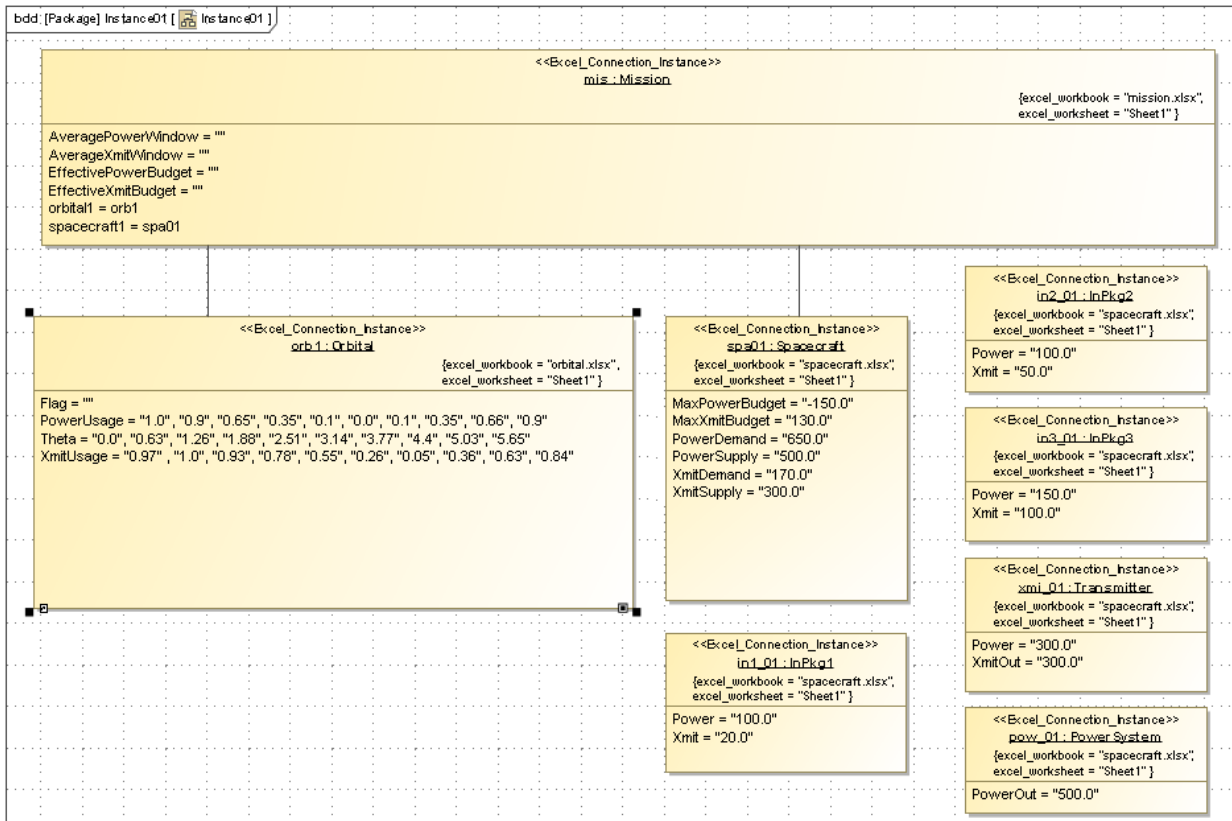 bdd [Package] Instance01 [ Instance01 ]
<<Excel_Connection_Instance>>
mis : Mission
{excel_workbook = "mission.xlsx",
excel_worksheet = "Sheet1" }
AveragePowerWindow = ""
AverageXmitWindow = ""
EffectivePowerBudget = ""
EffectiveXmitBudget = ""
orbital1 = orb1
spacecraft1 = spa01
<<Excel_Connection_Instance>>
orb1 : Orbital
{excel_workbook = "orbital.xlsx",
excel_worksheet = "Sheet1" }
Flag = ""
PowerUsage = "1.0", "0.9", "0.65", "0.35", "0.1", "0.0", "0.1", "0.35", "0.66", "0.9"
Theta = "0.0", "0.63", "1.26", "1.88", "2.51", "3.14", "3.77", "4.4", "5.03", "5.65"
XmitUsage = "0.97" , "1.0", "0.93", "0.78", "0.55", "0.26", "0.05", "0.36", "0.63", "0.84"
<<Excel_Connection_Instance>>
spa01 : Spacecraft
{excel_workbook = "spacecraft.xlsx",
excel_worksheet = "Sheet1" }
MaxPowerBudget = "-150.0"
MaxXmitBudget = "130.0"
PowerDemand = "650.0"
PowerSupply = "500.0"
XmitDemand = "170.0"
XmitSupply = "300.0"
<<Excel_Connection_Instance>>
in1_01 : InPkg1
{excel_workbook = "spacecraft.xlsx",
excel_worksheet = "Sheet1" }
Power = "100.0"
Xmit = "20.0"
<<Excel_Connection_Instance>>
in2_01 : InPkg2
{excel_workbook = "spacecraft.xlsx",
excel_worksheet = "Sheet1" }
Power = "100.0"
Xmit = "50.0"
<<Excel_Connection_Instance>>
in3_01 : InPkg3
{excel_workbook = "spacecraft.xlsx",
excel_worksheet = "Sheet1" }
Power = "150.0"
Xmit = "100.0"
<<Excel_Connection_Instance>>
xmi_01 : Transmitter
{excel_workbook = "spacecraft.xlsx",
excel_worksheet = "Sheet1" }
Power = "300.0"
XmitOut = "300.0"
<<Excel_Connection_Instance>>
pow_01 : Power System
{excel_workbook = "spacecraft.xlsx",
excel_worksheet = "Sheet1" }
PowerOut = "500.0"